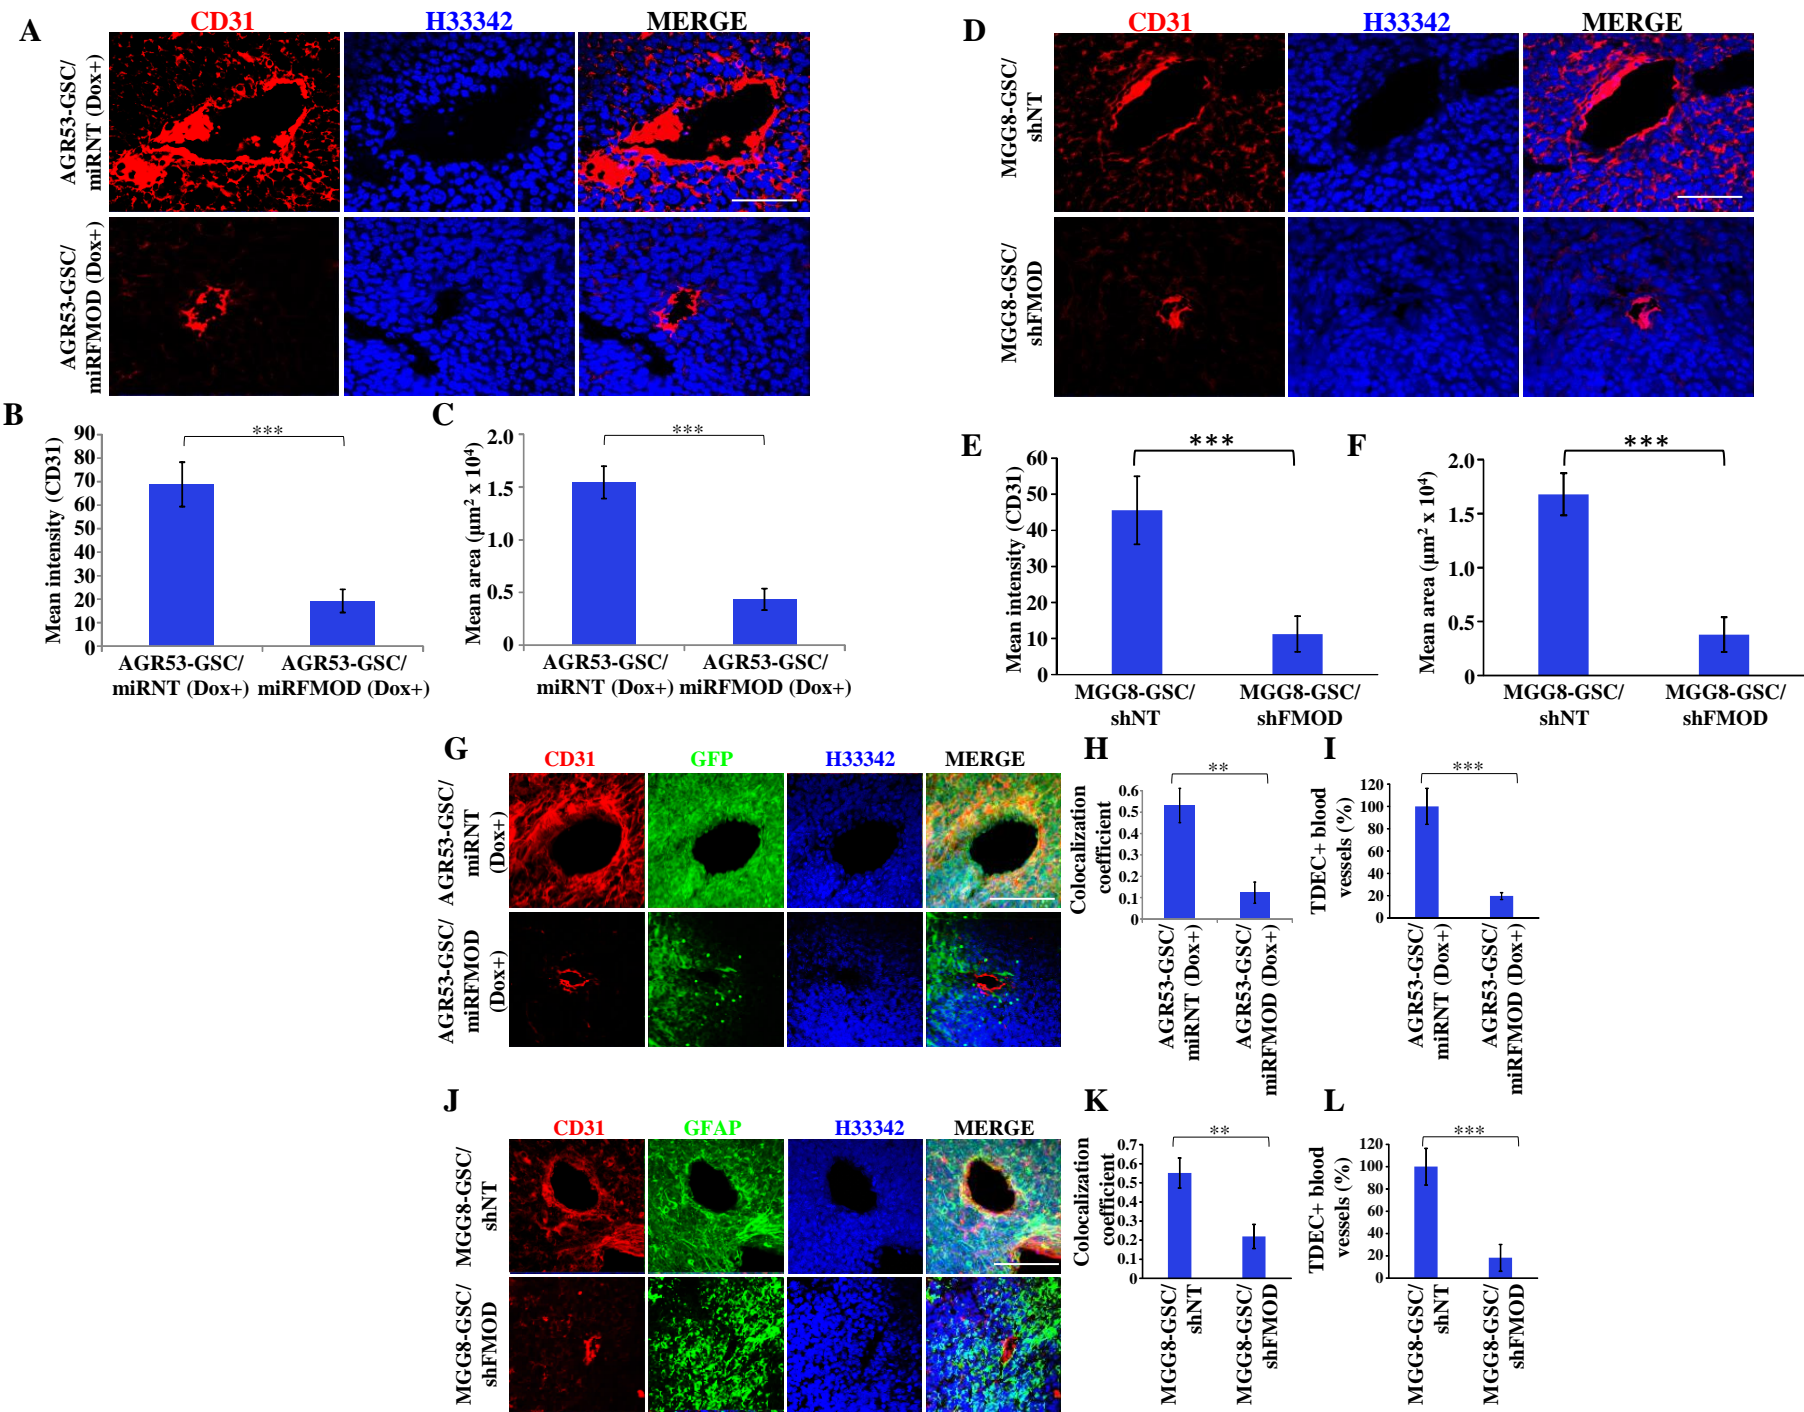 A
CD31
H33342
MERGE
AGR53-GSC/
miRNT (Dox+)
AGR53-GSC/
miRFMOD (Dox+)
D
CD31
H33342
MERGE
MGG8-GSC/
shNT
MGG8-GSC/
shFMOD
B
Mean intensity (CD31)
90
80
70
60
50
40
30
20
10
0
***
AGR53-GSC/
miRNT (Dox+)
AGR53-GSC/
miRFMOD (Dox+)
C
Mean area (µm² x 10⁴)
2.0
1.5
1.0
0.5
0
***
AGR53-GSC/
miRNT (Dox+)
AGR53-GSC/
miRFMOD (Dox+)
E
Mean intensity (CD31)
60
50
40
30
20
10
0
***
MGG8-GSC/
shNT
MGG8-GSC/
shFMOD
F
Mean area (µm² x 10⁴)
2.0
1.5
1.0
0.5
0
***
MGG8-GSC/
shNT
MGG8-GSC/
shFMOD
G
CD31
GFP
H33342
MERGE
AGR53-GSC/
miRNT
(Dox+)
AGR53-GSC/
miRFMOD
(Dox+)
H
Colocalization
coefficient
0.6
0.5
0.4
0.3
0.2
0.1
0
**
AGR53-GSC/
miRNT (Dox+)
AGR53-GSC/
miRFMOD (Dox+)
I
TDEC+ blood
vessels (%)
120
100
80
60
40
20
0
***
AGR53-GSC/
miRNT (Dox+)
AGR53-GSC/
miRFMOD (Dox+)
J
CD31
GFAP
H33342
MERGE
MGG8-GSC/
shNT
MGG8-GSC/
shFMOD
K
Colocalization
coefficient
0.7
0.6
0.5
0.4
0.3
0.2
0.1
0
**
MGG8-GSC/
shNT
MGG8-GSC/
shFMOD
L
TDEC+ blood
vessels (%)
120
100
80
60
40
20
0
***
MGG8-GSC/
shNT
MGG8-GSC/
shFMOD